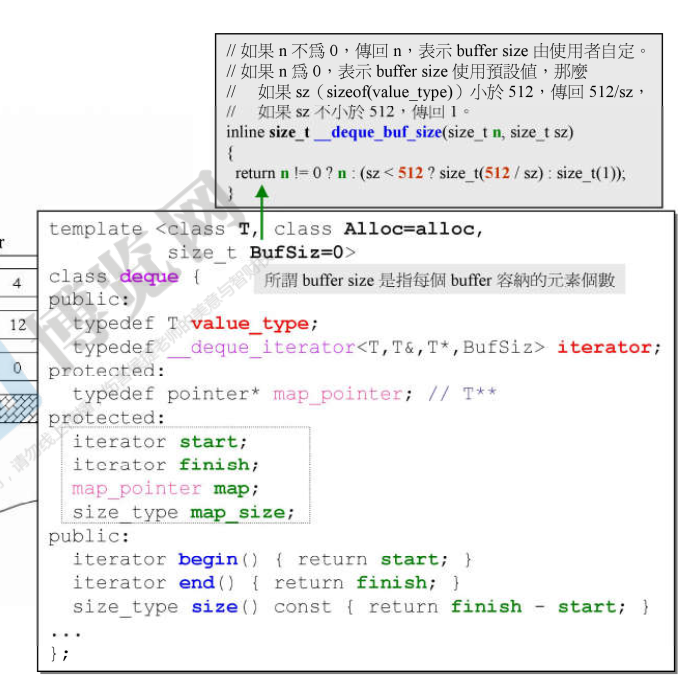 // 如果 n 不為 0，傳回 n，表示 buffer size 由使用者自定。
// 如果 n 為 0，表示 buffer size 使用預設值，那麼
//    如果 sz（sizeof(value_type)）小於 512，傳回 512/sz，
//    如果 sz 不小於 512，傳回 1。
inline size_t __deque_buf_size(size_t n, size_t sz)
{
  return n != 0 ? n : (sz < 512 ? size_t(512 / sz) : size_t(1));
}
r
4
12
0
template <class T, class Alloc=alloc,
          size_t BufSiz=0>
class deque {
所謂 buffer size 是指每個 buffer 容納的元素個數
public:
  typedef T value_type;
  typedef __deque_iterator<T,T&,T*,BufSiz> iterator;
protected:
  typedef pointer* map_pointer; // T**
protected:
  iterator start;
  iterator finish;
  map_pointer map;
  size_type map_size;
public:
  iterator begin() { return start; }
  iterator end() { return finish; }
  size_type size() const { return finish - start; }
...
};
博览网